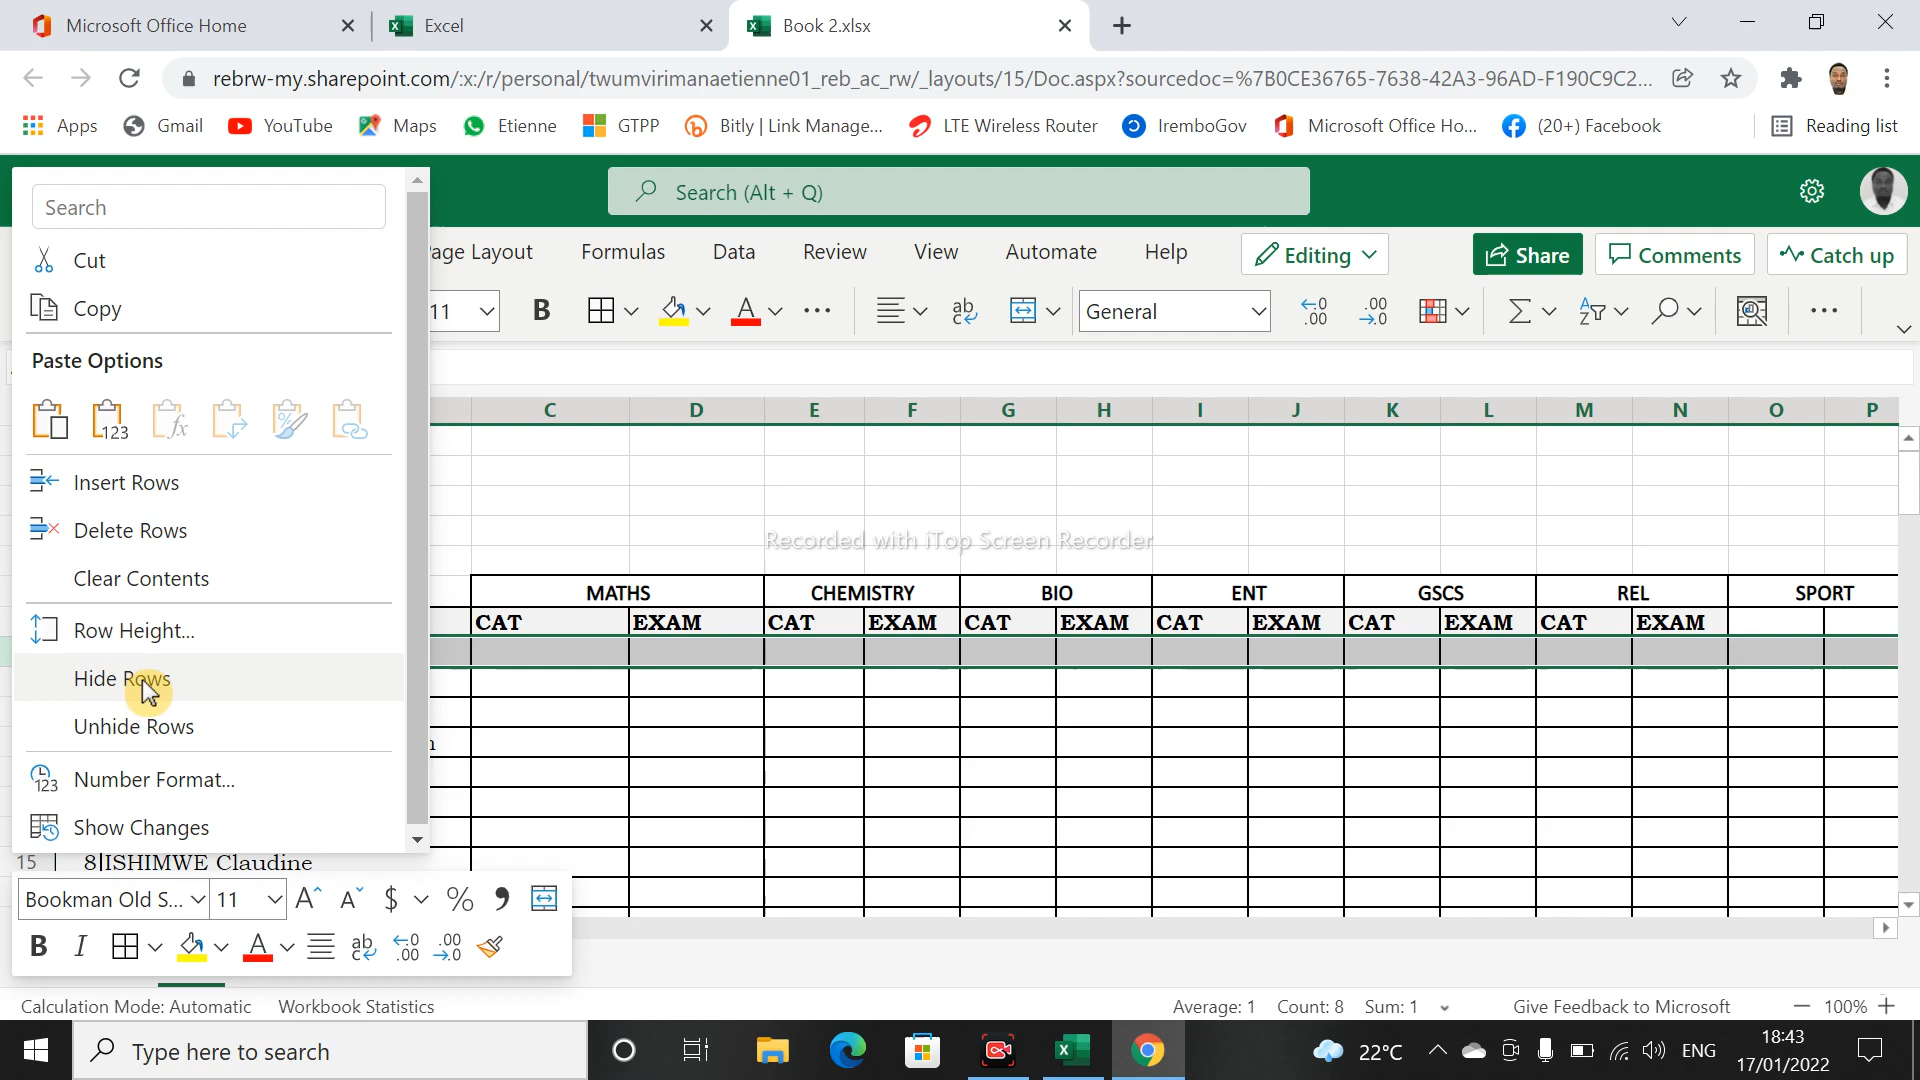 Microsoft Office Home
Excel
Book 2.xlsx
rebrw-my.sharepoint.com/:x:/r/personal/twumvirimanaetienne01_reb_ac_rw/_layouts/15/Doc.aspx?sourcedoc=%7B0CE36765-7638-42A3-96AD-F190C9C2...
Apps Gmail YouTube Maps Etienne GTPP Bitly | Link Manage... LTE Wireless Router IremboGov Microsoft Office Ho... (20+) Facebook Reading list
Search
Search (Alt + Q)
Page Layout Formulas Data Review View Automate Help Editing Share Comments Catch up
11 B A ab General .00 .00
Cut
Copy
Paste Options
Insert Rows
Delete Rows
Clear Contents
Row Height...
Hide Rows
Unhide Rows
Number Format...
Show Changes
C D E F G H I J K L M N O P
Recorded with iTop Screen Recorder
MATHS CHEMISTRY BIO ENT GSCS REL SPORT
CAT EXAM CAT EXAM CAT EXAM CAT EXAM CAT EXAM CAT EXAM
15 8 ISHIMWE Claudine
Bookman Old S... 11 A A $ %
B I A ab .00 .00
Calculation Mode: Automatic Workbook Statistics Average: 1 Count: 8 Sum: 1 Give Feedback to Microsoft 100%
Type here to search
22°C ENG
18:43
17/01/2022